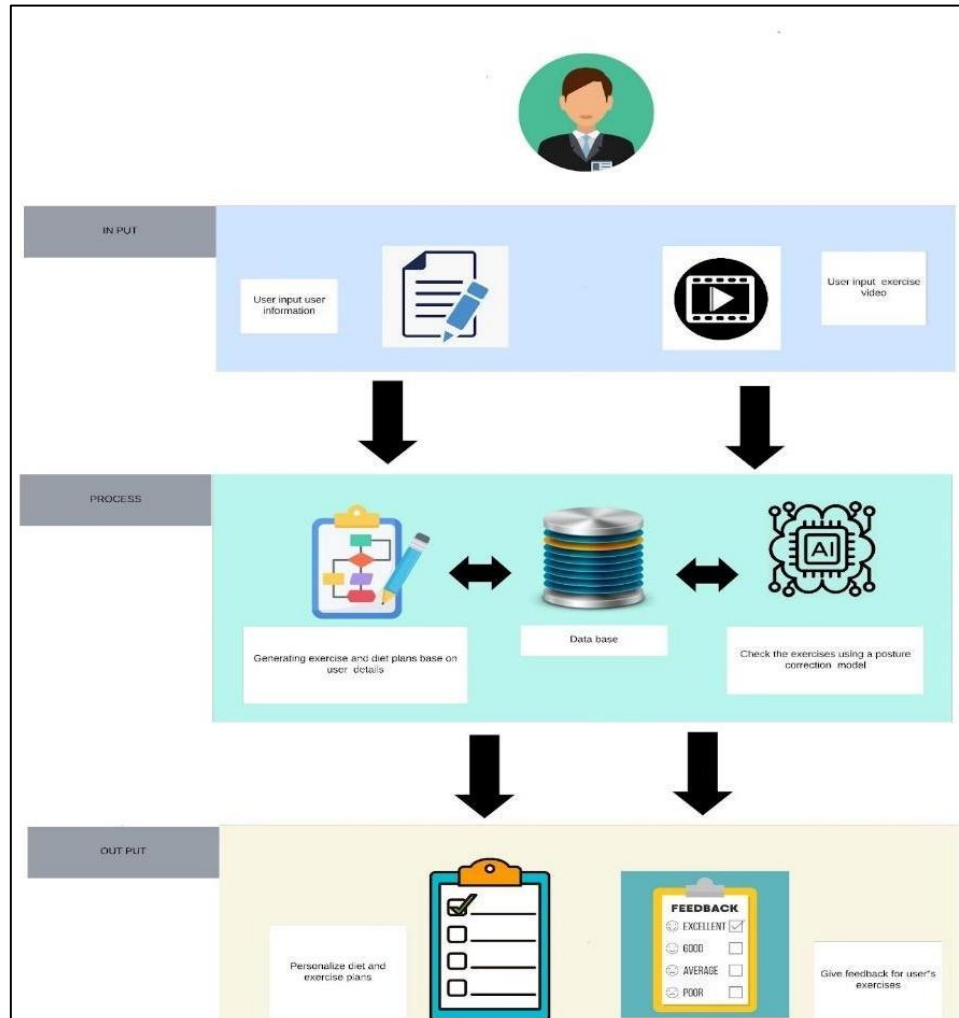 IN PUT
User input user
information
User input exercise
video
PROCESS
AI
Generating exercise and diet plans base on
user details
Data base
Check the exercises using a posture
correction model
OUT PUT
Personalize diet and
exercise plans
FEEDBACK
EXCELLENT
GOOD
AVERAGE
POOR
Give feedback for user"s
exercises